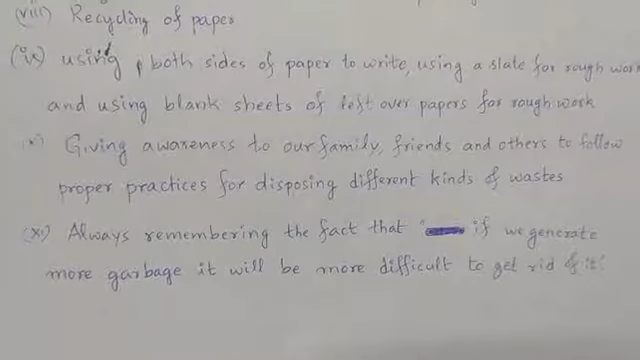 (viii) Recycling of paper
(ix) using both sides of paper to write, using a slate for rough work
and using blank sheets of left over papers for rough work
(x) Giving awareness to our family, friends and others to follow
proper practices for disposing different kinds of wastes
(xi) Always remembering the fact that if we generate
more garbage it will be more difficult to get rid of it.